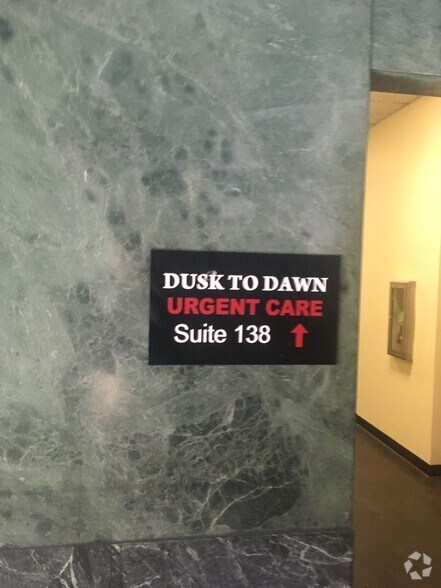 DUSK TO DAWN
URGENT CARE
Suite 138 ↑